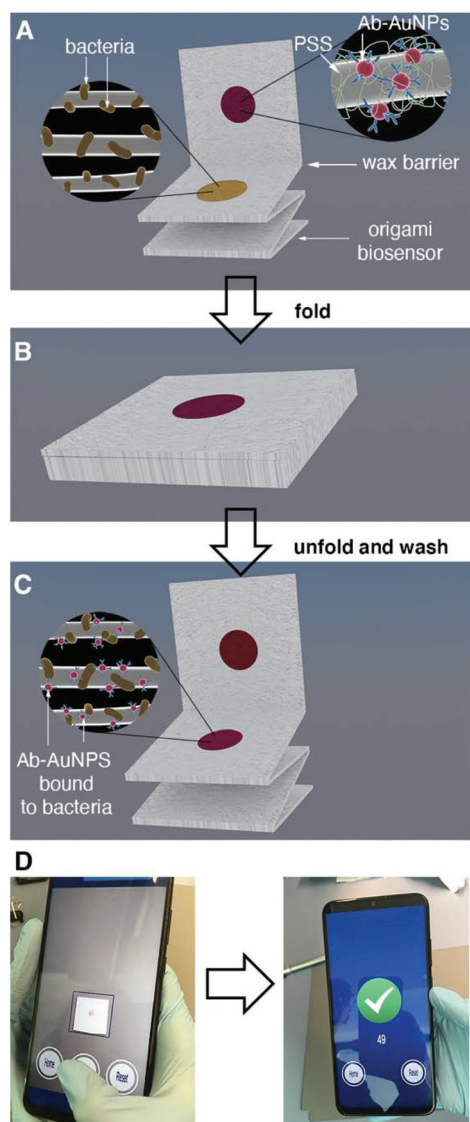 A
bacteria
Ab-AuNPs
PSS
wax barrier
origami
biosensor
fold
B
unfold and wash
C
Ab-AuNPS
bound
to bacteria
D
Home
Reset
49
Home
Reset